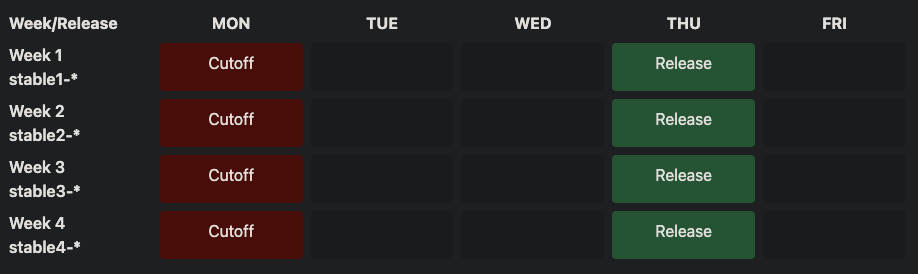 Week/Release MON TUE WED THU FRI
Week 1 Cutoff Release
stable1-*
Week 2 Cutoff Release
stable2-*
Week 3 Cutoff Release
stable3-*
Week 4 Cutoff Release
stable4-*